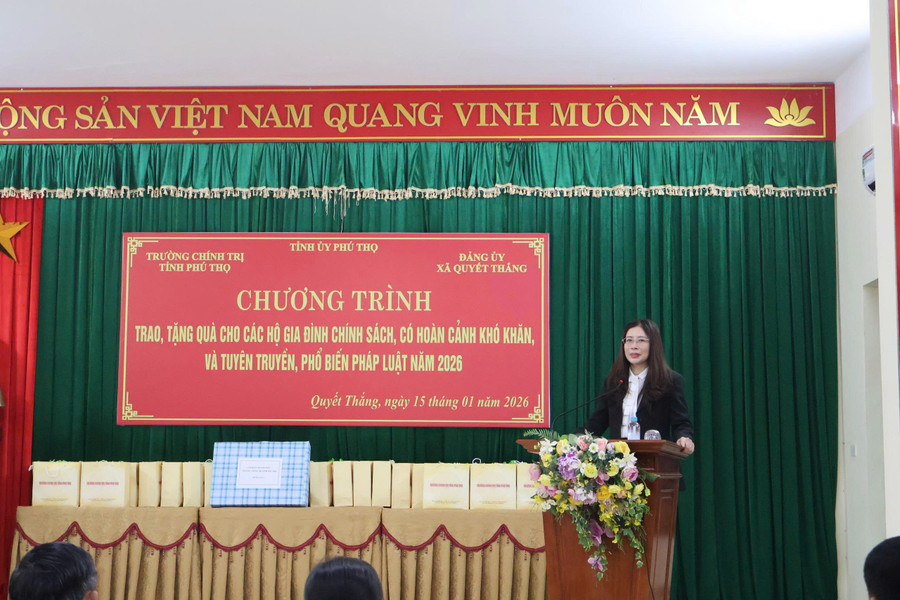 ỘNG SẢN VIỆT NAM QUANG VINH MUÔN NĂM
TỈNH ỦY PHÚ THỌ
TRƯỜNG CHÍNH TRỊ
TỈNH PHÚ THỌ
ĐẢNG ỦY
XÃ QUYẾT THẮNG
CHƯƠNG TRÌNH
TRAO, TẶNG QUÀ CHO CÁC HỘ GIA ĐÌNH CHÍNH SÁCH, CÓ HOÀN CẢNH KHÓ KHĂN,
VÀ TUYÊN TRUYỀN, PHỔ BIẾN PHÁP LUẬT NĂM 2026
Quyết Thắng, ngày 15 tháng 01 năm 2026